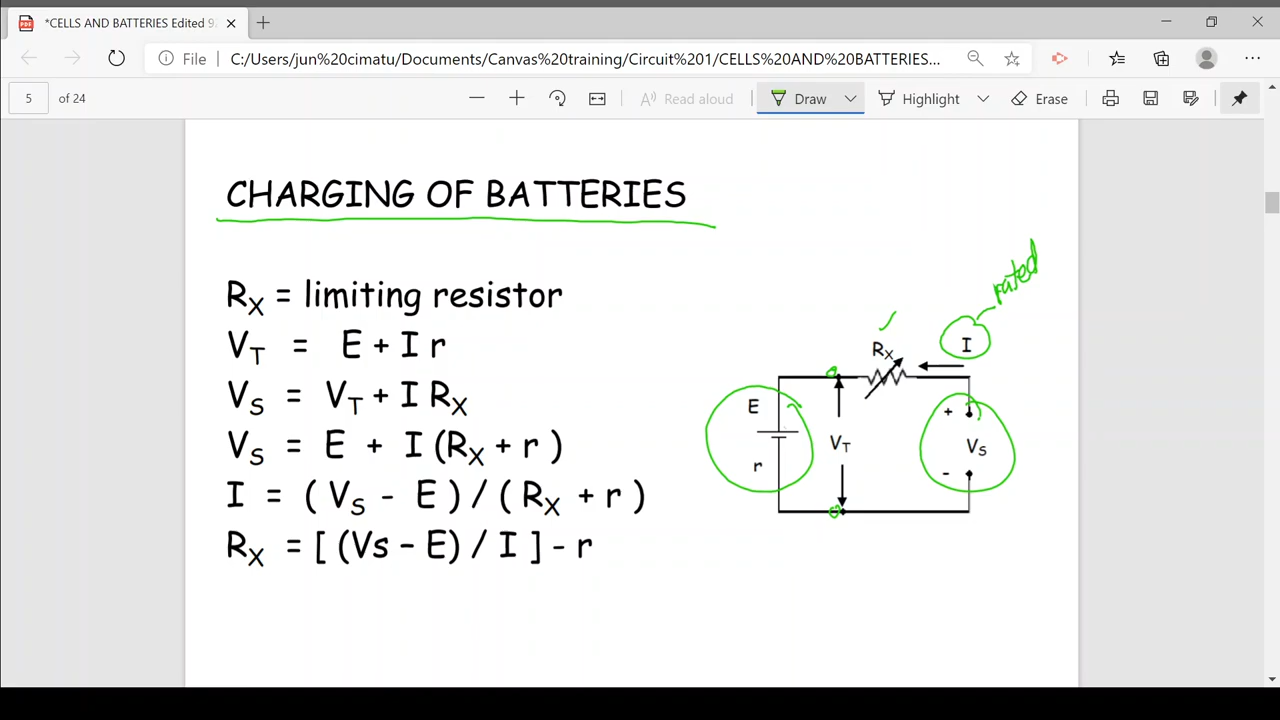 *CELLS AND BATTERIES Edited 9
File C:/Users/jun%20cimatu/Documents/Canvas%20training/Circuit%201/CELLS%20AND%20BATTERIES...
5 of 24 Read aloud Draw Highlight Erase
CHARGING OF BATTERIES
RX = limiting resistor
VT = E + I r
VS = VT + I RX
VS = E + I (RX + r )
I = ( VS - E ) / ( RX + r )
RX = [ (Vs – E) / I ] – r
rated
RX
I
E
+
VT
VS
r
-